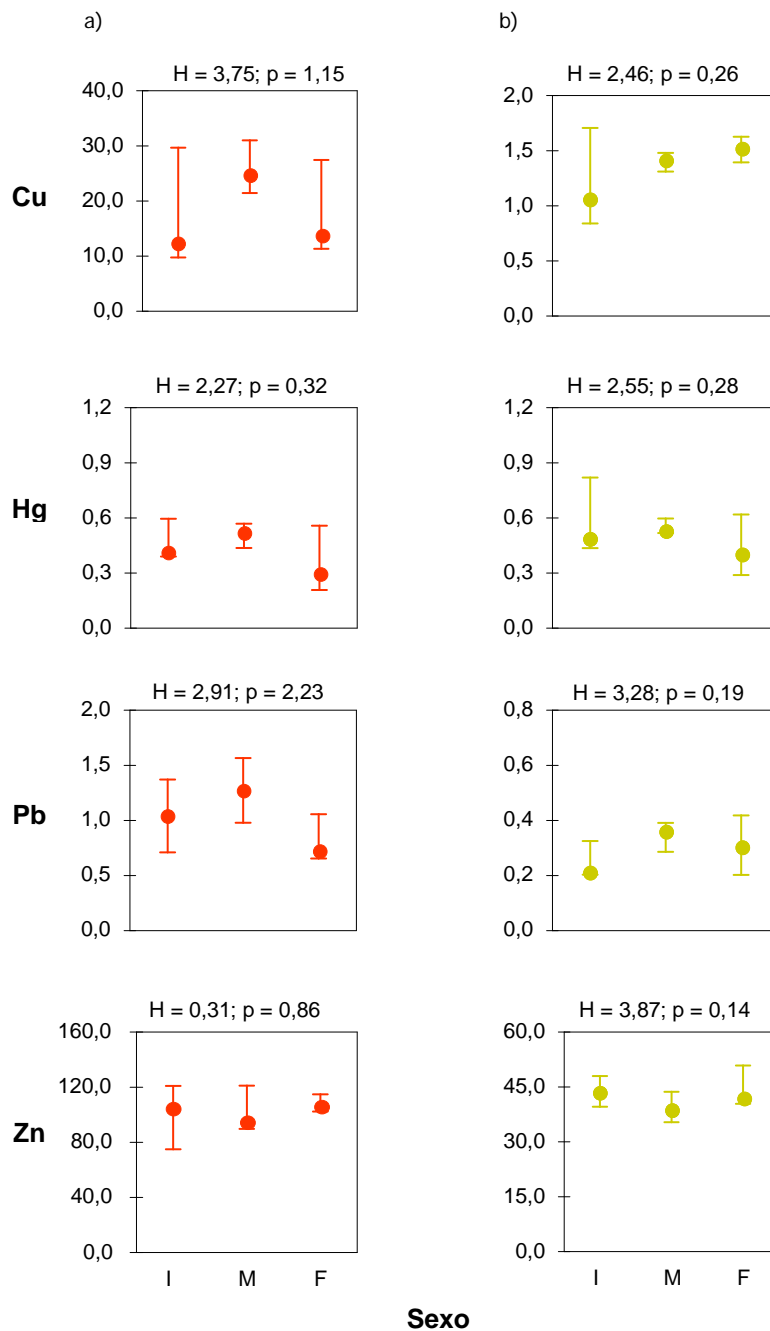 a)
b)
H = 3,75; p = 1,15
H = 2,46; p = 0,26
Cu
40,0
30,0
20,0
10,0
0,0
2,0
1,5
1,0
0,5
0,0
H = 2,27; p = 0,32
H = 2,55; p = 0,28
Hg
1,2
0,9
0,6
0,3
0,0
1,2
0,9
0,6
0,3
0,0
H = 2,91; p = 2,23
H = 3,28; p = 0,19
Pb
2,0
1,5
1,0
0,5
0,0
0,8
0,6
0,4
0,2
0,0
H = 0,31; p = 0,86
H = 3,87; p = 0,14
Zn
160,0
120,0
80,0
40,0
0,0
60,0
45,0
30,0
15,0
0,0
I M F
I M F
Sexo